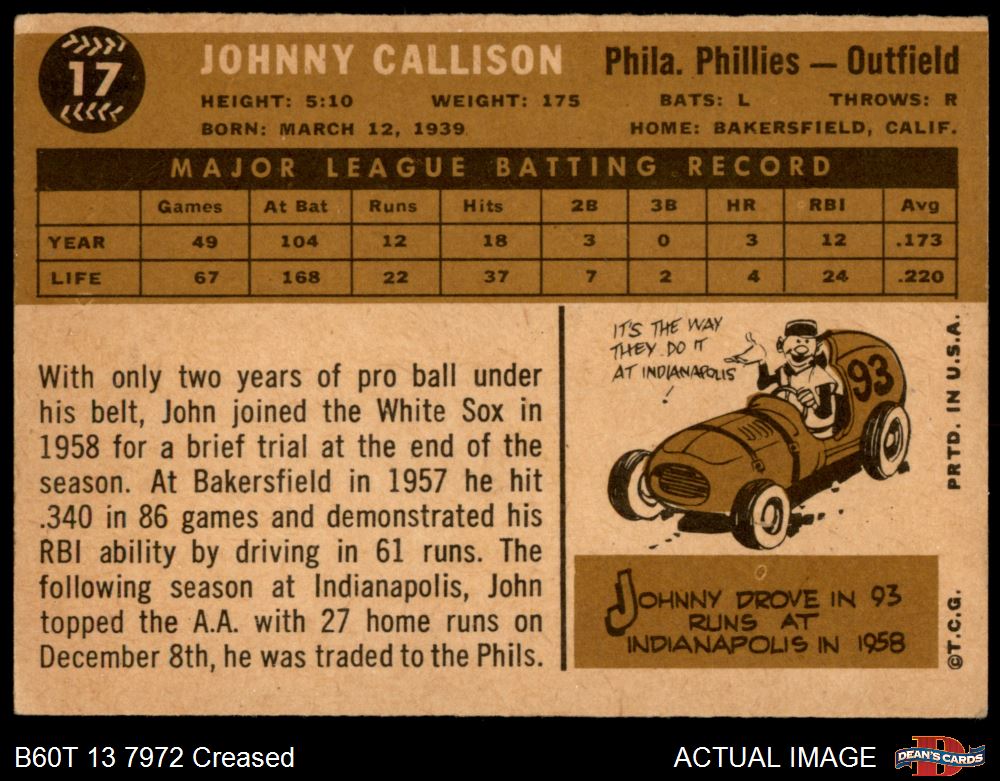 17
JOHNNY CALLISON
Phila. Phillies — Outfield
HEIGHT: 5:10 WEIGHT: 175 BATS: L THROWS: R
BORN: MARCH 12, 1939 HOME: BAKERSFIELD, CALIF.
MAJOR LEAGUE BATTING RECORD
Games At Bat Runs Hits 2B 3B HR RBI Avg
YEAR 49 104 12 18 3 0 3 12 .173
LIFE 67 168 22 37 7 2 4 24 .220
With only two years of pro ball under
his belt, John joined the White Sox in
1958 for a brief trial at the end of the
season. At Bakersfield in 1957 he hit
.340 in 86 games and demonstrated his
RBI ability by driving in 61 runs. The
following season at Indianapolis, John
topped the A.A. with 27 home runs on
December 8th, he was traded to the Phils.
IT'S THE WAY
THEY DO IT
AT INDIANAPOLIS
!
93
JOHNNY DROVE IN 93
RUNS AT
INDIANAPOLIS IN 1958
PRTD. IN U.S.A.
©T.C.G.
B60T 13 7972 Creased
ACTUAL IMAGE
DEAN'S CARDS